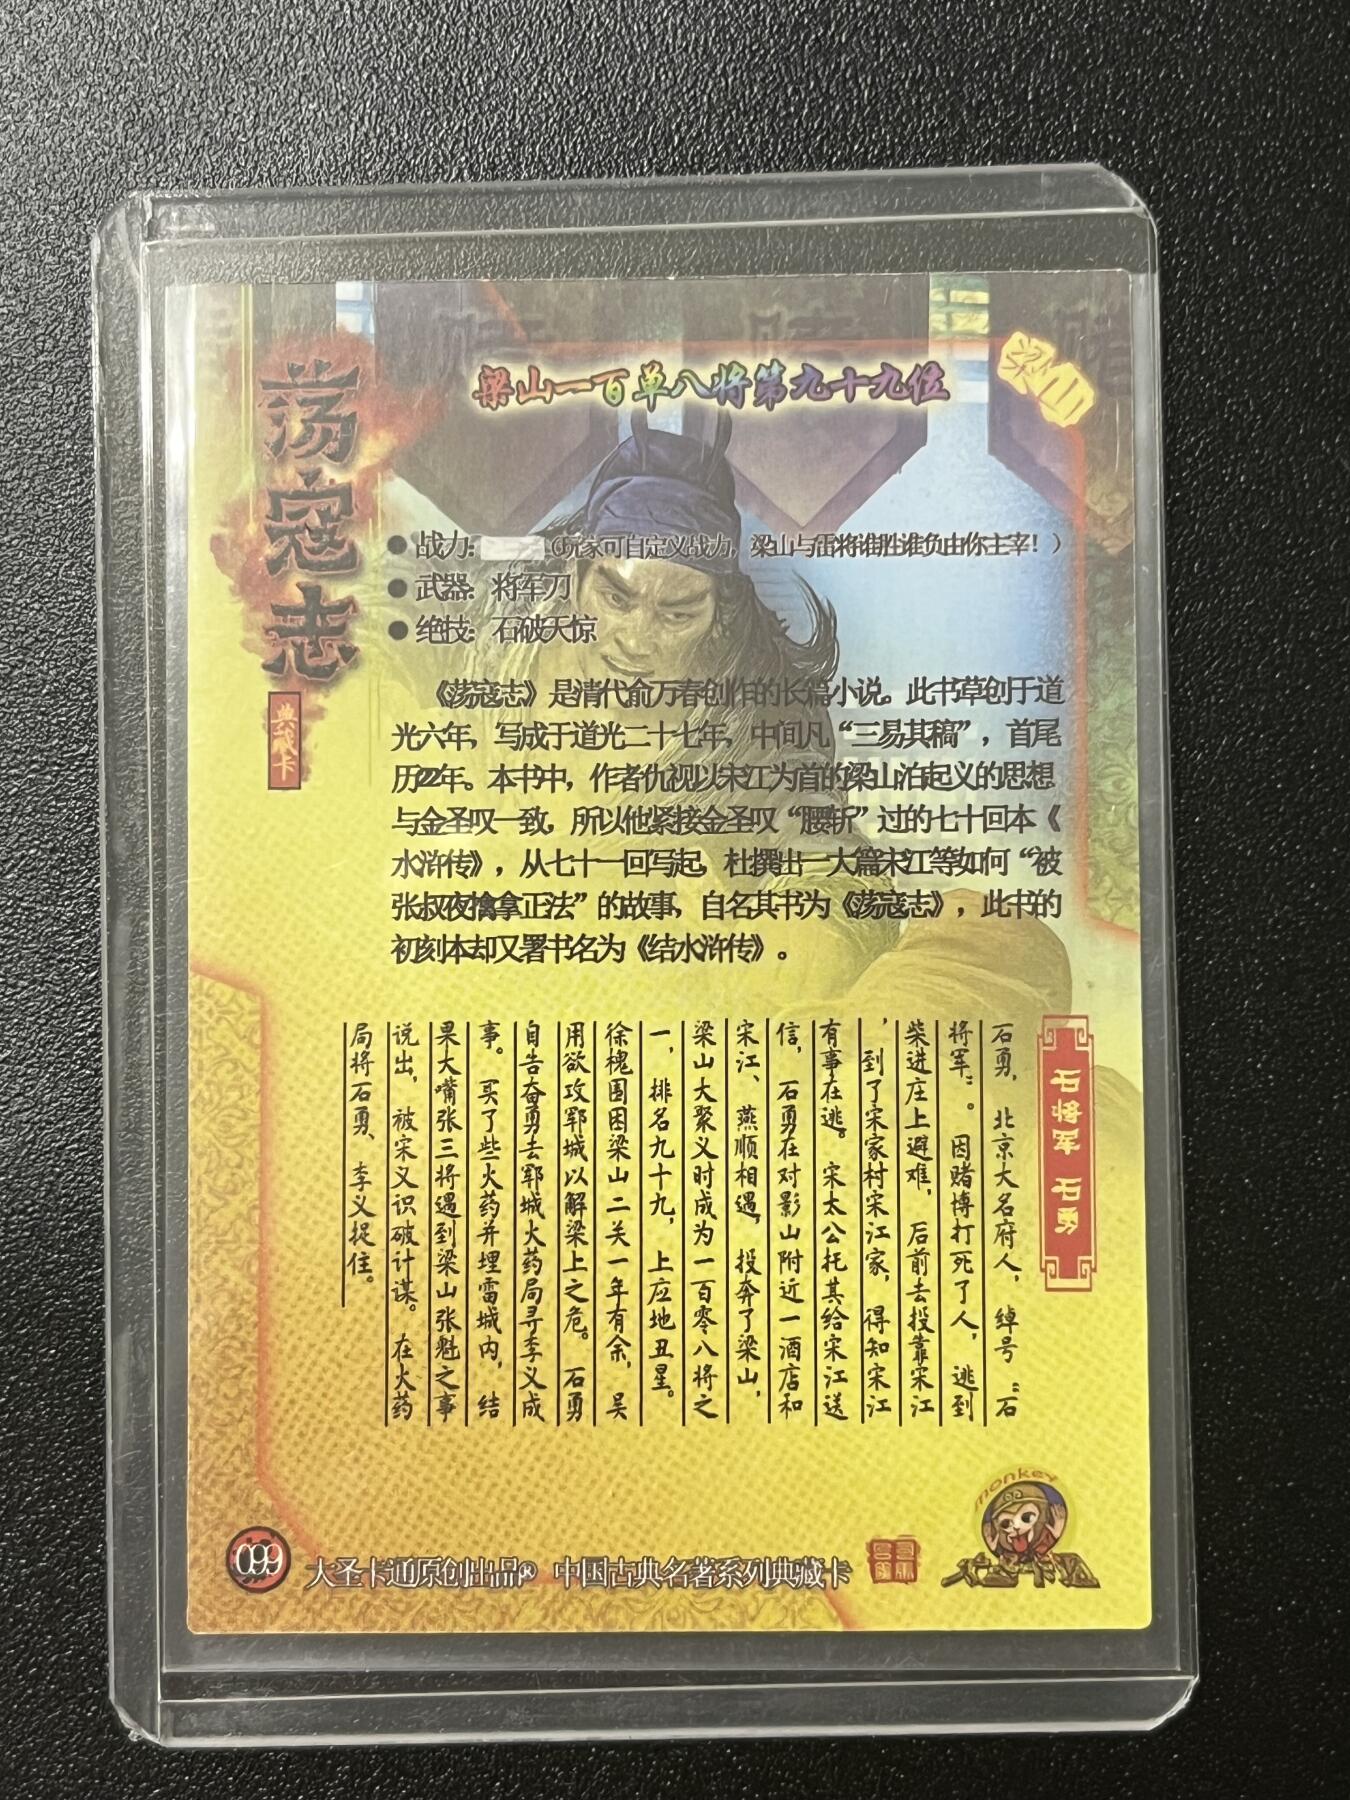 荡寇志
典藏卡
梁山一百单八将第九十九位
梁山
●战力：（玩家可自定义战力，梁山与雷将谁胜谁负由你主宰！）
●武器：将军刀
●绝技：石破天惊
《荡寇志》是清代俞万春创作的长篇小说。此书草创于道
光六年，写成于道光二十七年，中间凡“三易其稿”，首尾
历22年。本书中，作者仇视以宋江为首的梁山泊起义的思想
与金圣叹一致，所以他紧接金圣叹“腰斩”过的七十回本《
水浒传》，从七十一回写起，杜撰出一大篇宋江等如何“被
张叔夜擒拿正法”的故事，自名其书为《荡寇志》，此书的
初刻本却又署书名为《结水浒传》。
石将军 石勇
石勇，北京大名府人，绰号“石
将军”。因赌博打死了人，逃到
柴进庄上避难，后前去投靠宋江
，到了宋家村宋江家，得知宋江
有事在逃。宋太公托其给宋江送
信，石勇在对影山附近一酒店和
宋江、燕顺相遇，投奔了梁山，
梁山大聚义时成为一百零八将之
一，排名九十九，上应地丑星。
徐槐围困梁山二关一年有余，吴
用欲攻郓城以解梁上之危。石勇
自告奋勇去郓城火药局寻李义成
事。买了些火药并埋雷城内，结
果大嘴张三将遇到梁山张魁之事
说出，被宋义识破计谋。在火药
局将石勇、李义捉住。
099
大圣卡通原创出品® 中国古典名著系列典藏卡
monkey
大圣卡通